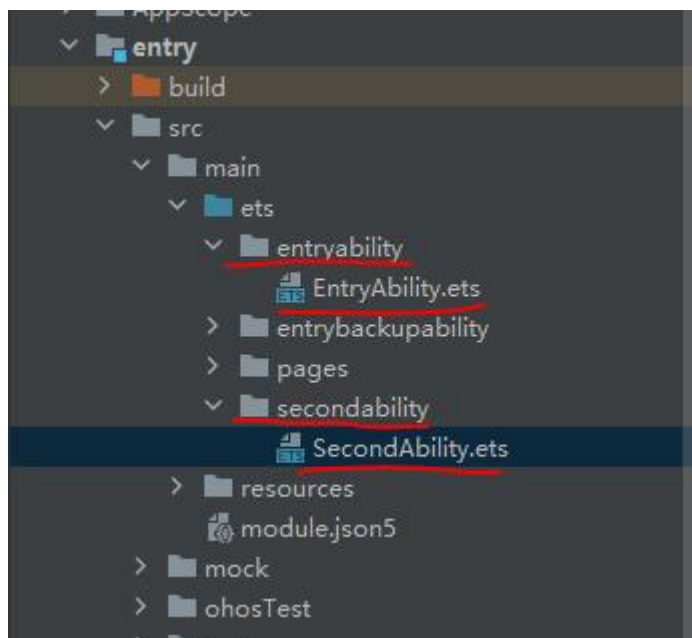 AppScope
entry
build
src
main
ets
entryability
EntryAbility.ets
entrybackupability
pages
secondability
SecondAbility.ets
resources
module.json5
mock
ohosTest